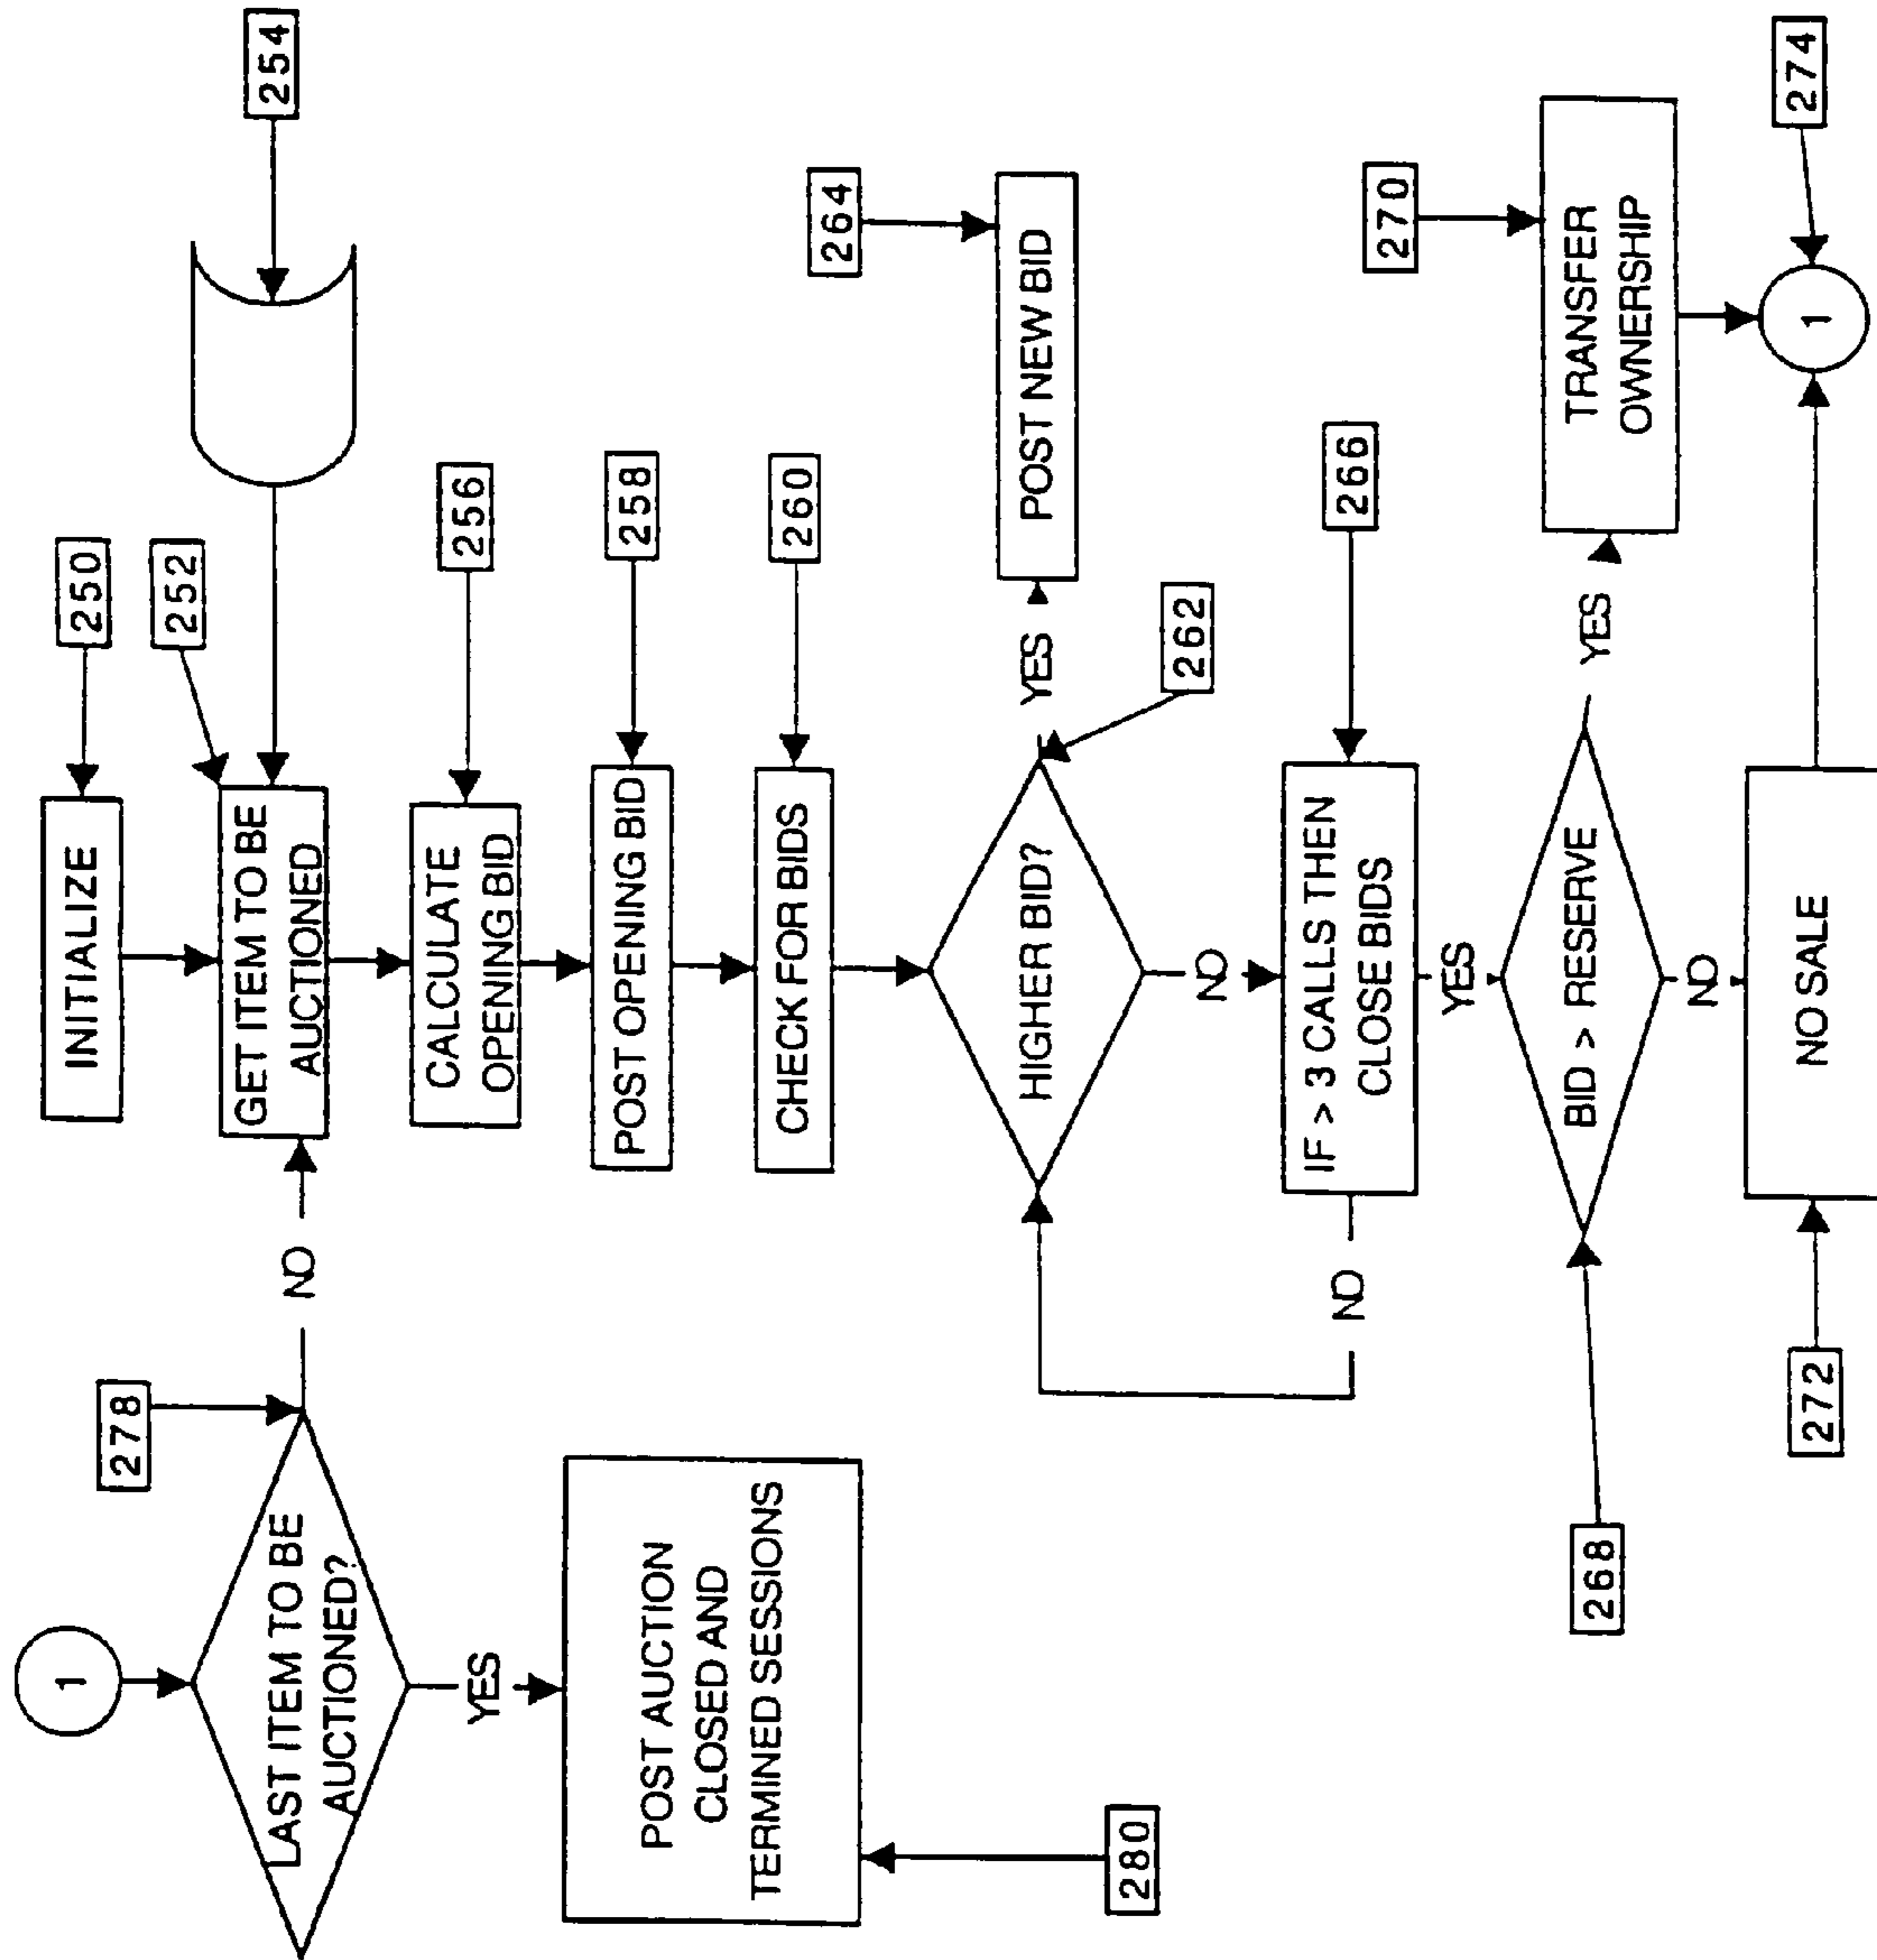 1
278
LAST ITEM TO BE
AUCTIONED?
NO
YES
POST AUCTION
CLOSED AND
TERMINED SESSIONS
280
INITIALIZE
250
252
GET ITEM TO BE
AUCTIONED
254
CALCULATE
OPENING BID
256
POST OPENING BID
258
CHECK FOR BIDS
260
HIGHER BID?
262
YES
POST NEW BID
264
NO
IF > 3 CALLS THEN
CLOSE BIDS
266
NO
YES
BID > RESERVE
268
YES
TRANSFER
OWNERSHIP
270
NO
NO SALE
272
1
274